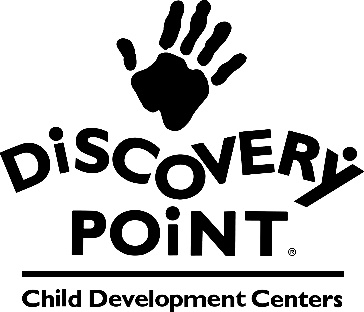 DiSCOVERy
POiNT®
Child Development Centers